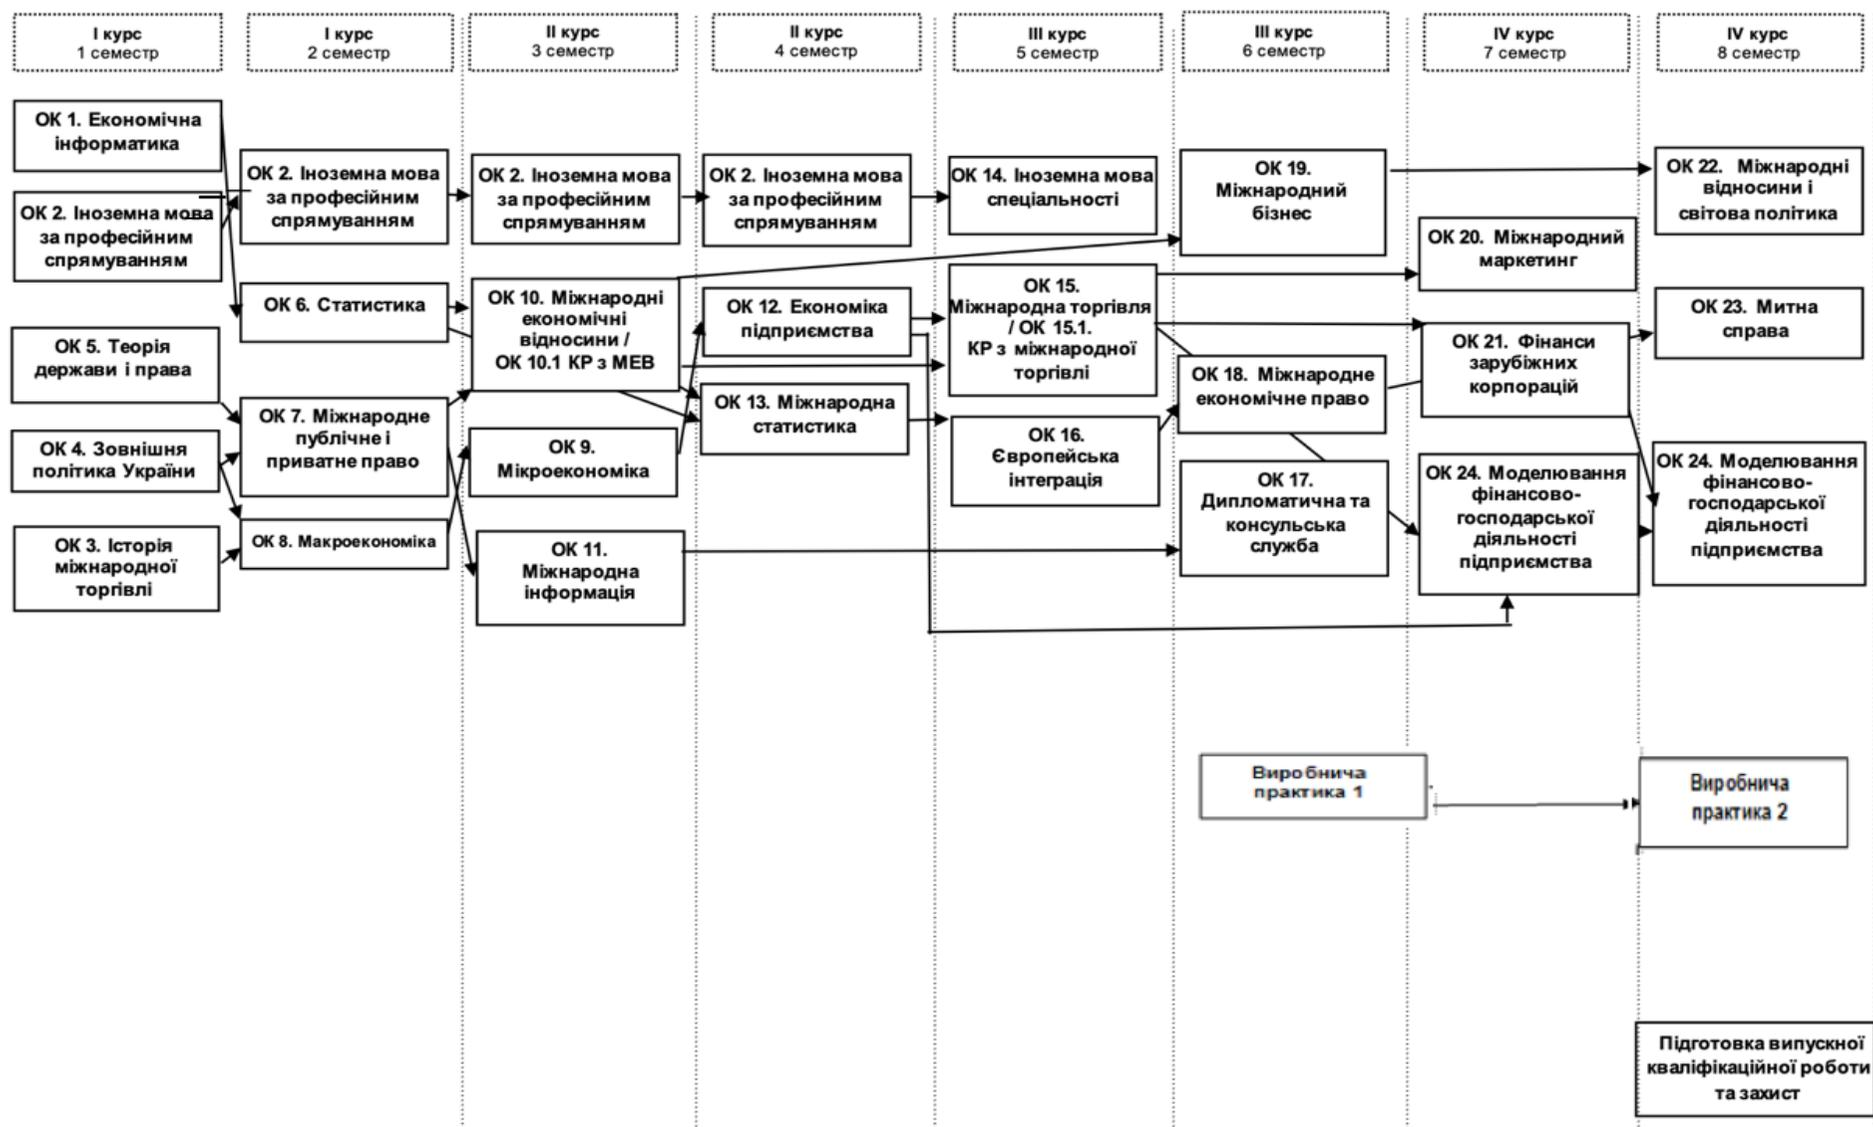 І курс
1 семестр
І курс
2 семестр
ІІ курс
3 семестр
ІІ курс
4 семестр
ІІІ курс
5 семестр
ІІІ курс
6 семестр
IV курс
7 семестр
IV курс
8 семестр
ОК 1. Економічна
інформатика
ОК 2. Іноземна мова
за професійним
спрямуванням
ОК 5. Теорія
держави і права
ОК 4. Зовнішня
політика України
ОК 3. Історія
міжнародної
торгівлі
ОК 2. Іноземна мова
за професійним
спрямуванням
ОК 6. Статистика
ОК 7. Міжнародне
публічне і
приватне право
ОК 8. Макроекономіка
ОК 2. Іноземна мова
за професійним
спрямуванням
ОК 10. Міжнародні
економічні
відносини /
ОК 10.1 КР з МЕВ
ОК 9.
Мікроекономіка
ОК 11.
Міжнародна
інформація
ОК 2. Іноземна мова
за професійним
спрямуванням
ОК 12. Економіка
підприємства
ОК 13. Міжнародна
статистика
ОК 14. Іноземна мова
спеціальності
ОК 15.
Міжнародна торгівля
/ ОК 15.1.
КР з міжнародної
торгівлі
ОК 16.
Європейська
інтеграція
ОК 19.
Міжнародний
бізнес
ОК 18. Міжнародне
економічне право
ОК 17.
Дипломатична та
консульська
служба
ОК 20. Міжнародний
маркетинг
ОК 21. Фінанси
зарубіжних
корпорацій
ОК 24. Моделювання
фінансово-
господарської
діяльності
підприємства
ОК 22. Міжнародні
відносини і
світова політика
ОК 23. Митна
справа
ОК 24. Моделювання
фінансово-
господарської
діяльності
підприємства
Виробнича
практика 1
Виробнича
практика 2
Підготовка випускної
кваліфікаційної роботи
та захист